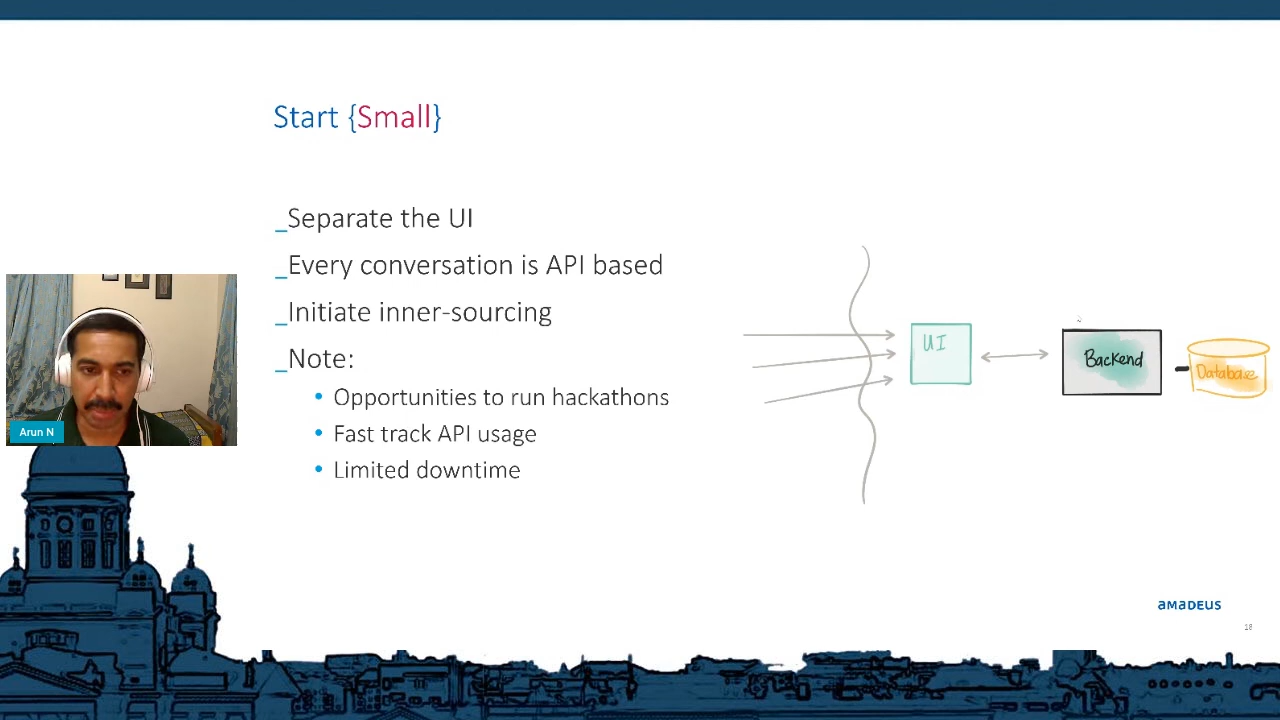 Start {Small}
_Separate the UI
_Every conversation is API based
_Initiate inner-sourcing
_Note:
• Opportunities to run hackathons
• Fast track API usage
• Limited downtime
UI
Backend
Database
Arun N
amadeus
18